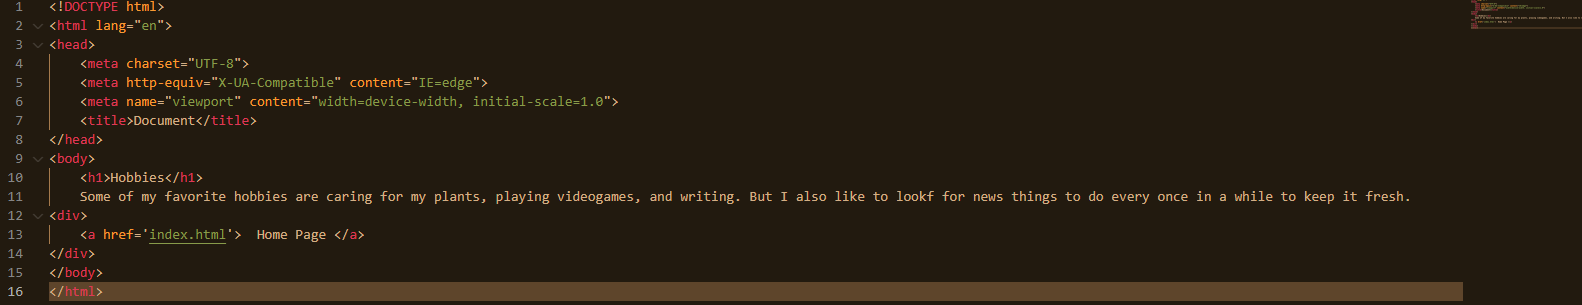 1 <!DOCTYPE html>
2 <html lang="en">
3 <head>
4     <meta charset="UTF-8">
5     <meta http-equiv="X-UA-Compatible" content="IE=edge">
6     <meta name="viewport" content="width=device-width, initial-scale=1.0">
7     <title>Document</title>
8 </head>
9 <body>
10     <h1>Hobbies</h1>
11     Some of my favorite hobbies are caring for my plants, playing videogames, and writing. But I also like to lookf for news things to do every once in a while to keep it fresh.
12 <div>
13     <a href='index.html'>  Home Page </a>
14 </div>
15 </body>
16 </html>